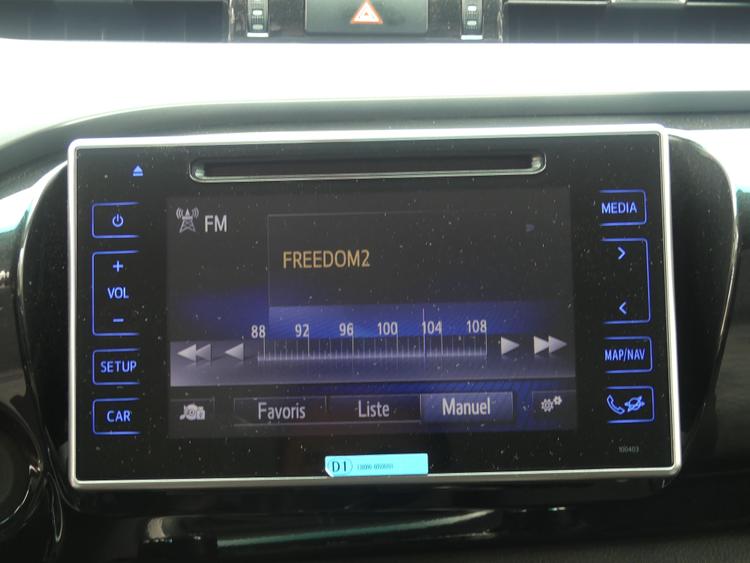 FM
MEDIA
FREEDOM2
+
VOL
-
88 92 96 100 104 108
SETUP
MAP/NAV
CAR
Favoris Liste Manuel
100403
D1